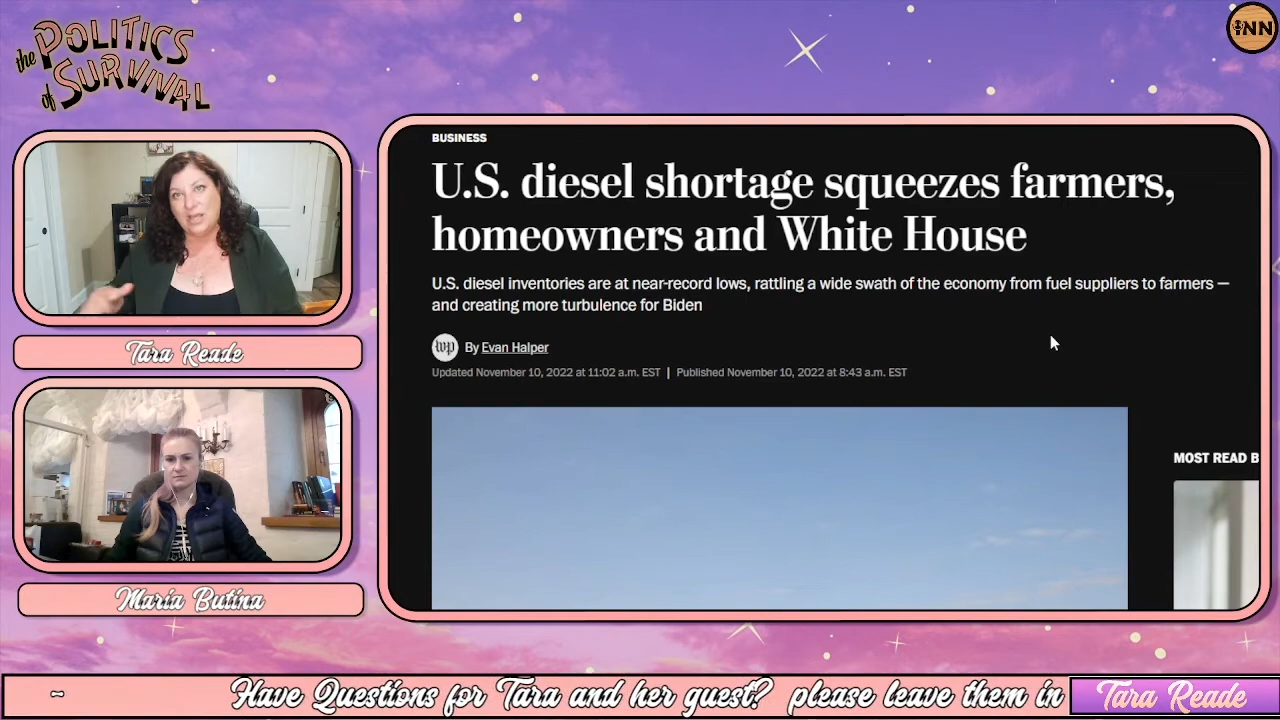 the POLITICS
of SURVIVAL
iNN
Tara Reade
Maria Butina
BUSINESS
U.S. diesel shortage squeezes farmers,
homeowners and White House
U.S. diesel inventories are at near-record lows, rattling a wide swath of the economy from fuel suppliers to farmers —
and creating more turbulence for Biden
wp By Evan Halper
Updated November 10, 2022 at 11:02 a.m. EST | Published November 10, 2022 at 8:43 a.m. EST
MOST READ B
~ Have Questions for Tara and her guest? please leave them in
Tara Reade